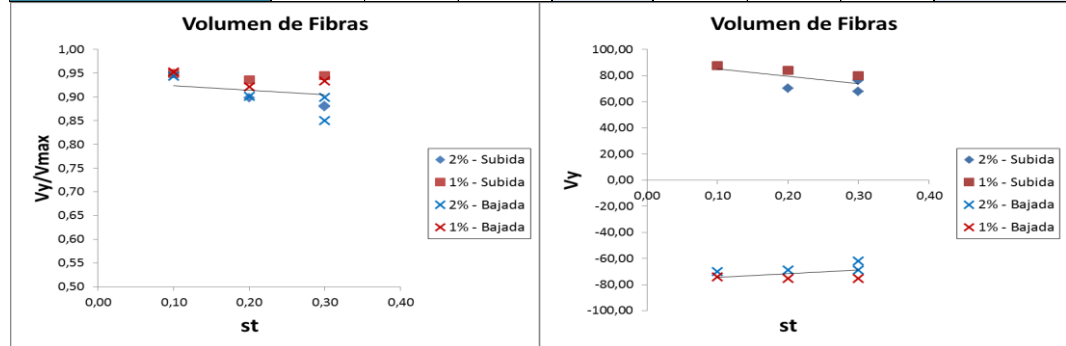 Volumen de Fibras
1,00
0,95
0,90
0,85
0,80
0,75
0,70
0,65
0,60
0,55
0,50
Vy/Vmax
0,00 0,10 0,20 0,30 0,40
st
2% - Subida
1% - Subida
2% - Bajada
1% - Bajada
Volumen de Fibras
100,00
80,00
60,00
40,00
20,00
0,00
-20,00
-40,00
-60,00
-80,00
-100,00
Vy
0,00 0,10 0,20 0,30 0,40
st
2% - Subida
1% - Subida
2% - Bajada
1% - Bajada